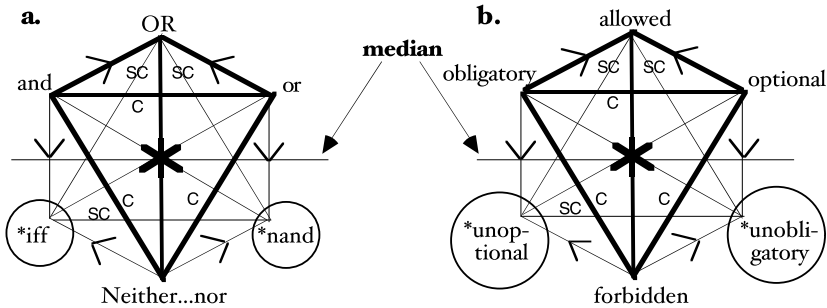 a.
OR
SC SC
and
or
C
median
*iff
SC
C
C
*nand
Neither...nor
b.
allowed
SC SC
obligatory
optional
C
*unop-
tional
SC
C
C
*unobli-
gatory
forbidden